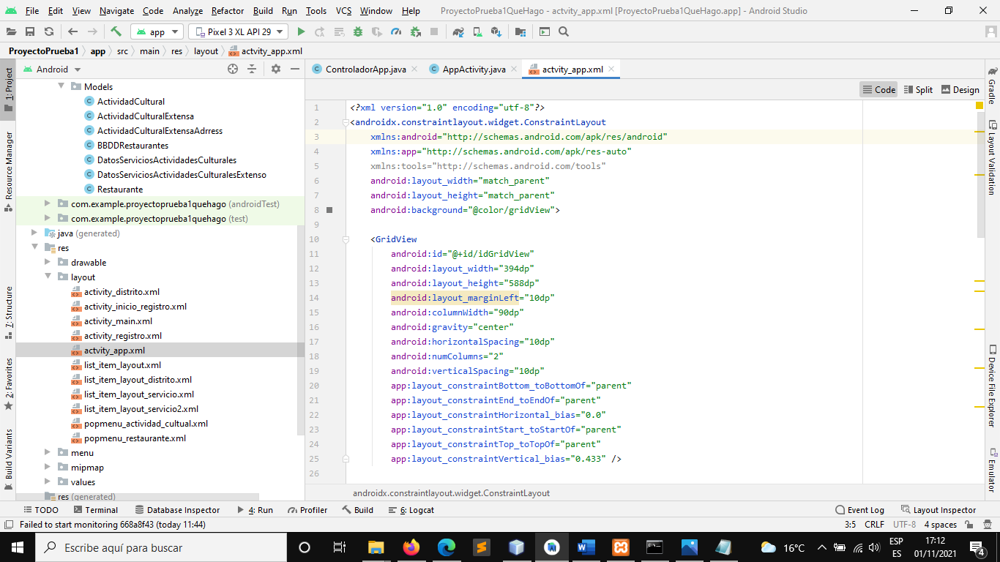 File Edit View Navigate Code Analyze Refactor Build Run Tools VCS Window Help ProyectoPrueba1QueHago - actvity_app.xml [ProyectoPrueba1QueHago.app] - Android Studio
app Pixel 3 XL API 29
ProyectoPrueba1 app src main res layout actvity_app.xml
Android
ControladorApp.java AppActivity.java actvity_app.xml
Code Split Design
1: Project
Resource Manager
7: Structure
2: Favorites
Build Variants
Models
ActividadCultural
ActividadCulturalExtensa
ActividadCulturalExtensaAdrress
BBDDRestaurantes
DatosServiciosActividadesCulturales
DatosServiciosActividadesCulturalesExtenso
Restaurante
com.example.proyectoprueba1quehago (androidTest)
com.example.proyectoprueba1quehago (test)
java (generated)
res
drawable
layout
activity_distrito.xml
activity_inicio_registro.xml
activity_main.xml
activity_registro.xml
actvity_app.xml
list_item_layout.xml
list_item_layout_distrito.xml
list_item_layout_servicio.xml
list_item_layout_servicio2.xml
popmenu_actividad_cultual.xml
popmenu_restaurante.xml
menu
mipmap
values
res (generated)
1 <?xml version="1.0" encoding="utf-8"?>
2 <androidx.constraintlayout.widget.ConstraintLayout
3 xmlns:android="http://schemas.android.com/apk/res/android"
4 xmlns:app="http://schemas.android.com/apk/res-auto"
5 xmlns:tools="http://schemas.android.com/tools"
6 android:layout_width="match_parent"
7 android:layout_height="match_parent"
8 android:background="@color/gridView">
9
10 <GridView
11 android:id="@+id/idGridView"
12 android:layout_width="394dp"
13 android:layout_height="588dp"
14 android:layout_marginLeft="10dp"
15 android:columnWidth="90dp"
16 android:gravity="center"
17 android:horizontalSpacing="10dp"
18 android:numColumns="2"
19 android:verticalSpacing="10dp"
20 app:layout_constraintBottom_toBottomOf="parent"
21 app:layout_constraintEnd_toEndOf="parent"
22 app:layout_constraintHorizontal_bias="0.0"
23 app:layout_constraintStart_toStartOf="parent"
24 app:layout_constraintTop_toTopOf="parent"
25 app:layout_constraintVertical_bias="0.433" />
26
androidx.constraintlayout.widget.ConstraintLayout
Gradle
Layout Validation
Device File Explorer
Emulator
TODO Terminal Database Inspector 4: Run Profiler Build 6: Logcat Event Log Layout Inspector
Failed to start monitoring 668a8f43 (today 11:44) 3:5 CRLF UTF-8 4 spaces
Escribe aquí para buscar
16°C
ESP
ES
17:12
01/11/2021
4